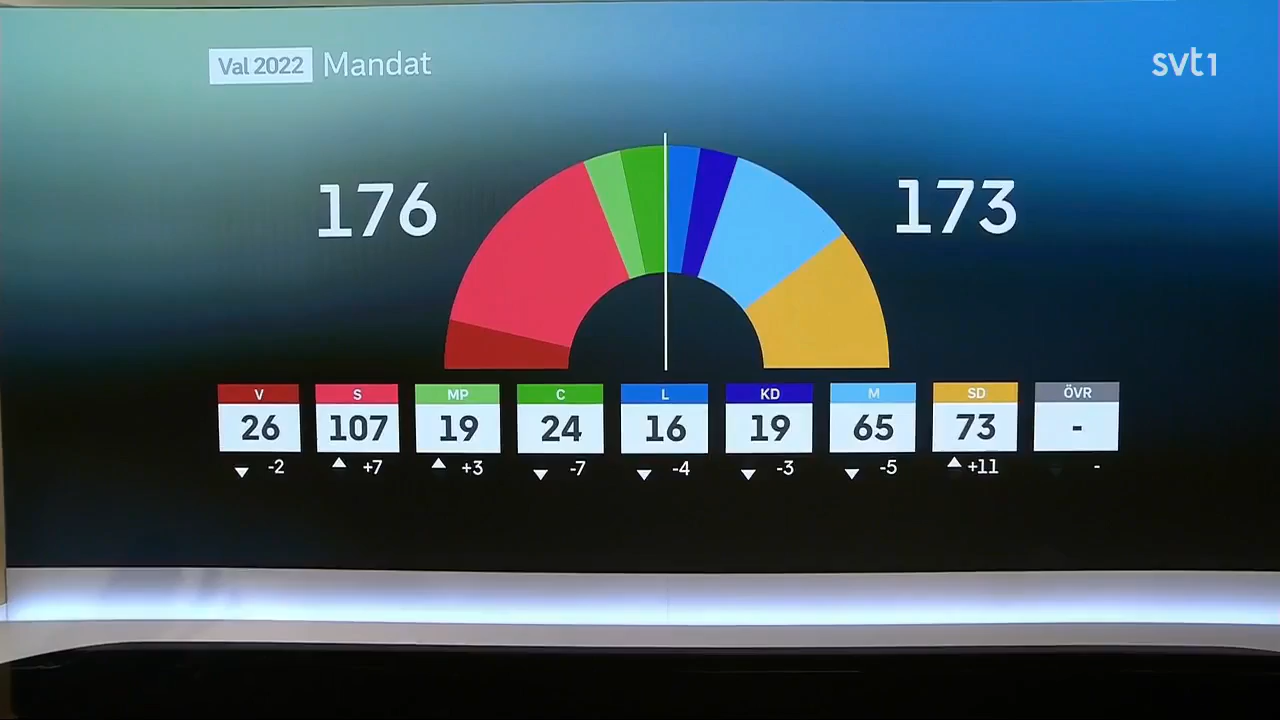 Val 2022 Mandat
svt1
176 173
V S MP C L KD M SD ÖVR
26 107 19 24 16 19 65 73 -
-2 +7 +3 -7 -4 -3 -5 +11 -